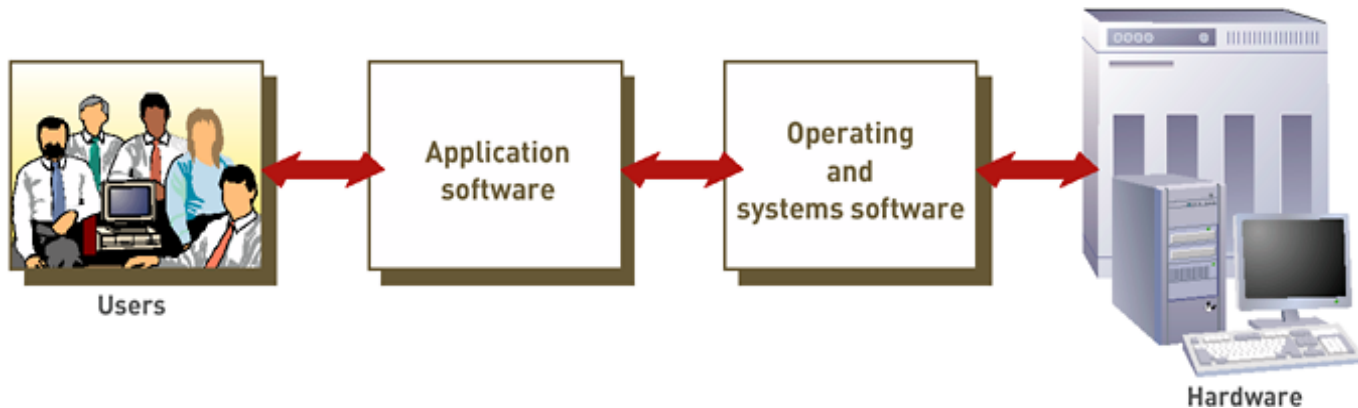 Users
Application
software
Operating
and
systems software
Hardware